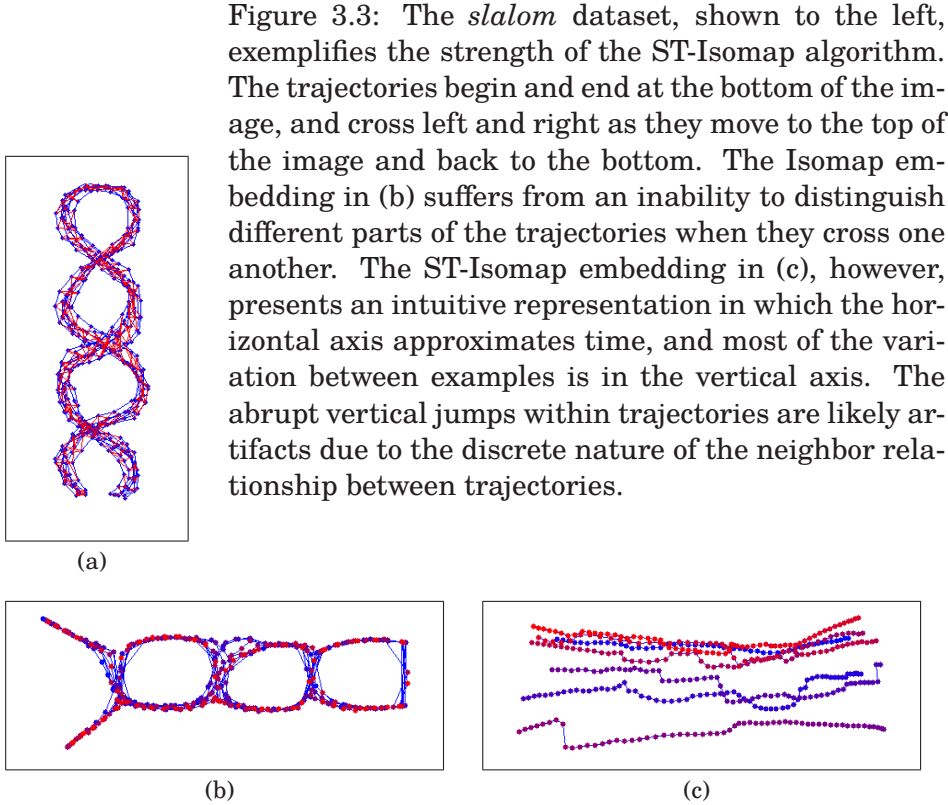 Figure 3.3: The slalom dataset, shown to the left,
exemplifies the strength of the ST-Isomap algorithm.
The trajectories begin and end at the bottom of the im-
age, and cross left and right as they move to the top of
the image and back to the bottom. The Isomap em-
bedding in (b) suffers from an inability to distinguish
different parts of the trajectories when they cross one
another. The ST-Isomap embedding in (c), however,
presents an intuitive representation in which the hor-
izontal axis approximates time, and most of the vari-
ation between examples is in the vertical axis. The
abrupt vertical jumps within trajectories are likely ar-
tifacts due to the discrete nature of the neighbor rela-
tionship between trajectories.
(a)
(b)
(c)